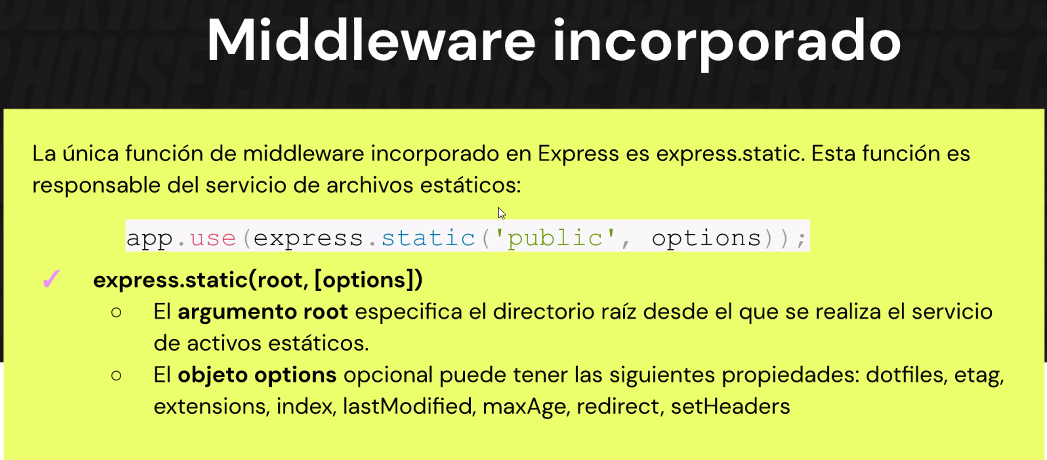 Middleware incorporado
La única función de middleware incorporado en Express es express.static. Esta función es
responsable del servicio de archivos estáticos:
app.use(express.static('public', options));
✓ express.static(root, [options])
○ El argumento root especifica el directorio raíz desde el que se realiza el servicio
de activos estáticos.
○ El objeto options opcional puede tener las siguientes propiedades: dotfiles, etag,
extensions, index, lastModified, maxAge, redirect, setHeaders